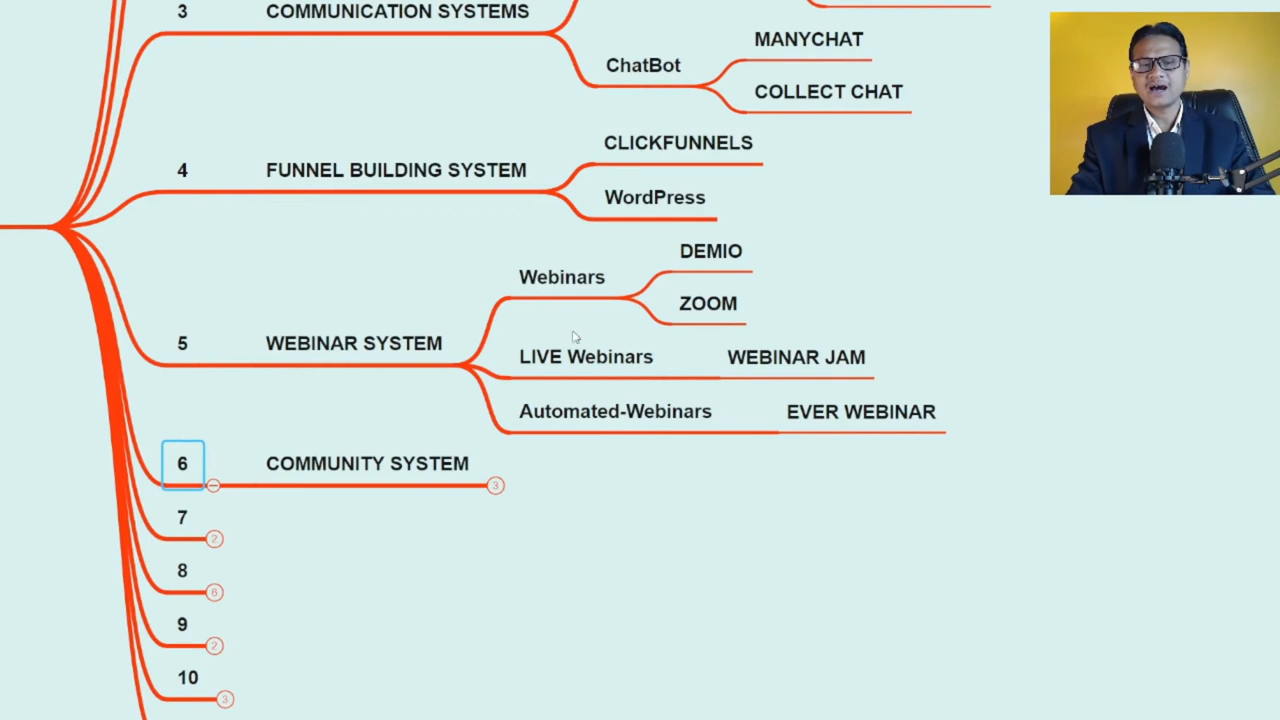 3 COMMUNICATION SYSTEMS
ChatBot
MANYCHAT
COLLECT CHAT
4 FUNNEL BUILDING SYSTEM
CLICKFUNNELS
WordPress
5 WEBINAR SYSTEM
Webinars
DEMIO
ZOOM
LIVE Webinars WEBINAR JAM
Automated-Webinars EVER WEBINAR
6 COMMUNITY SYSTEM 3
7 2
8 6
9 2
10 3